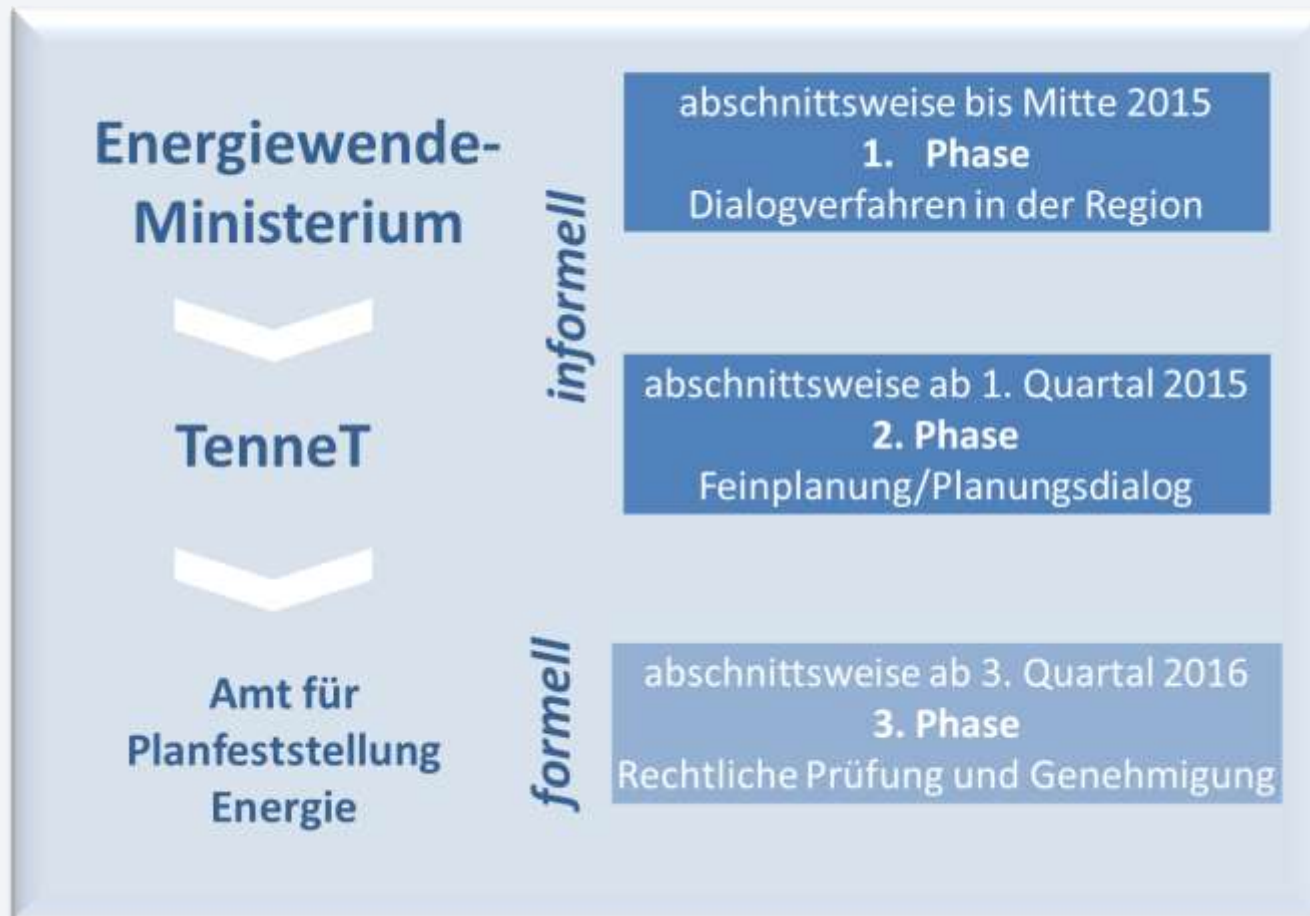 Energiewende-
Ministerium
TenneT
Amt für
Planfeststellung
Energie
informell
formell
abschnittsweise bis Mitte 2015
1. Phase
Dialogverfahren in der Region
abschnittsweise ab 1. Quartal 2015
2. Phase
Feinplanung/Planungsdialog
abschnittsweise ab 3. Quartal 2016
3. Phase
Rechtliche Prüfung und Genehmigung